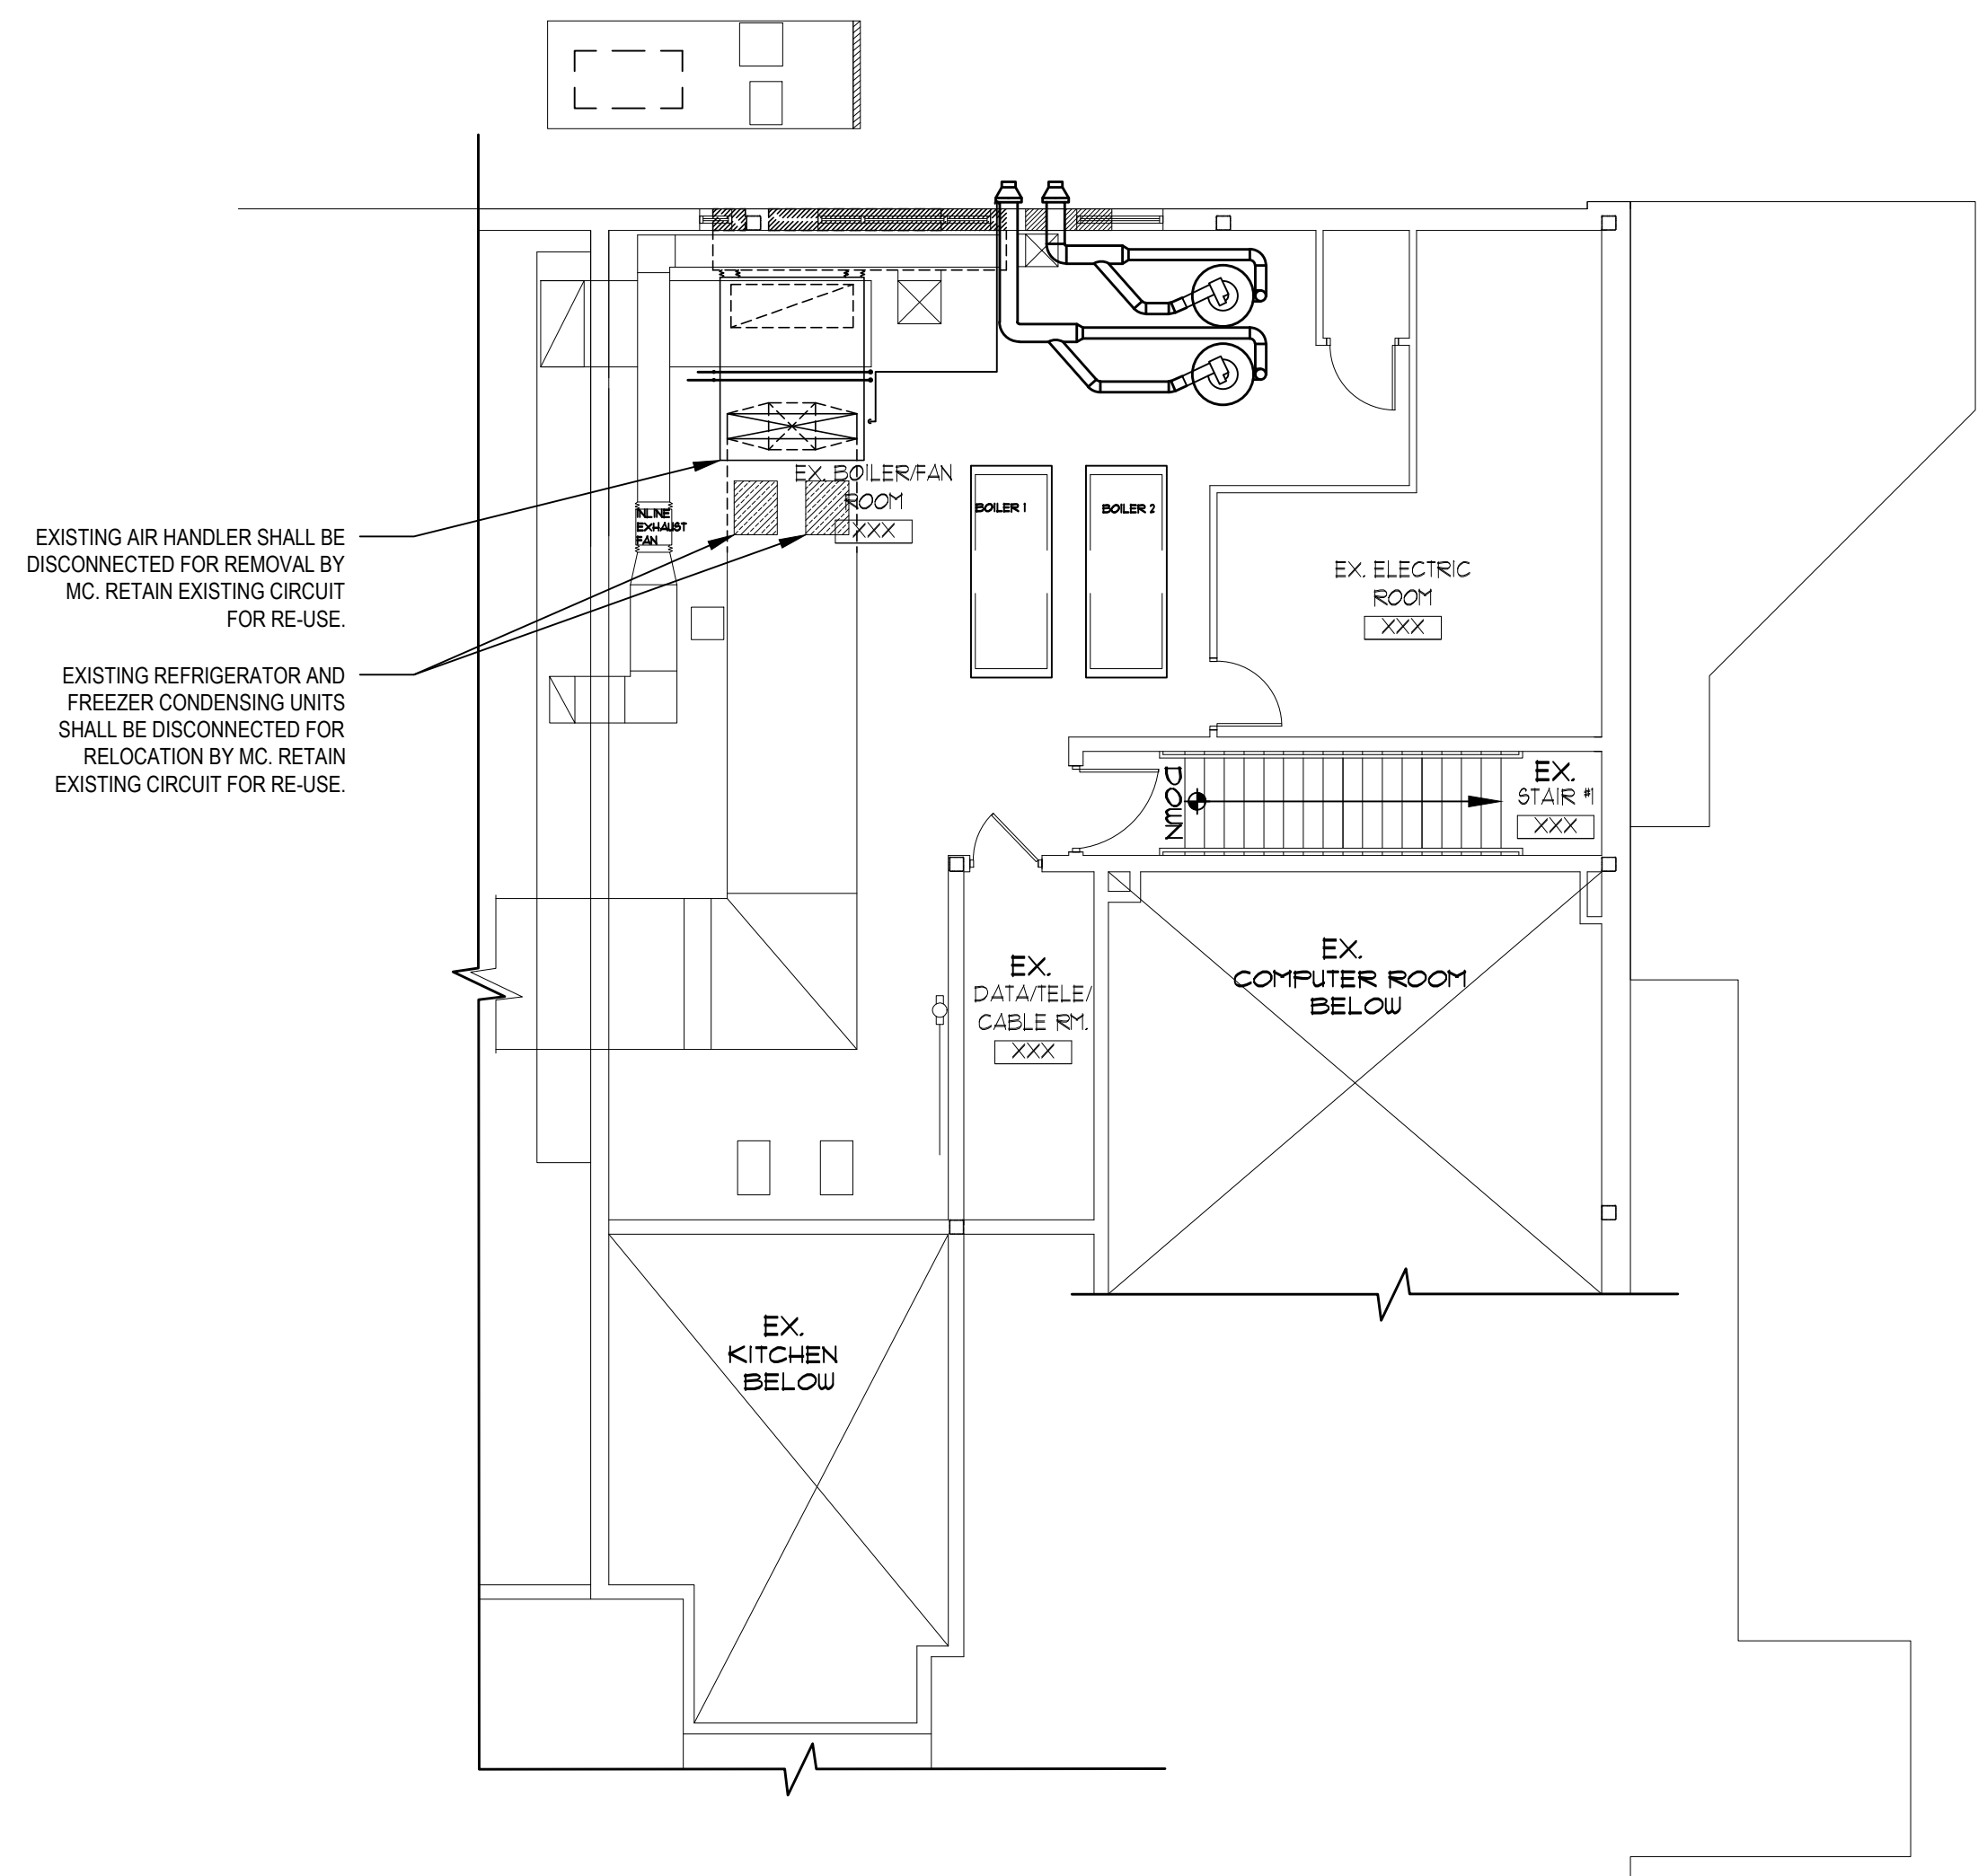 EXISTING AIR HANDLER SHALL BE
DISCONNECTED FOR REMOVAL BY
MC. RETAIN EXISTING CIRCUIT
FOR RE-USE.
EXISTING REFRIGERATOR AND
FREEZER CONDENSING UNITS
SHALL BE DISCONNECTED FOR
RELOCATION BY MC. RETAIN
EXISTING CIRCUIT FOR RE-USE.
INLINE
EXHAUST
FAN
EX. BOILER/FAN
ROOM
XXX
BOILER 1
BOILER 2
EX. ELECTRIC
ROOM
XXX
DOWN
EX.
STAIR #1
XXX
EX.
DATA/TELE/
CABLE RM.
XXX
EX.
COMPUTER ROOM
BELOW
EX.
KITCHEN
BELOW